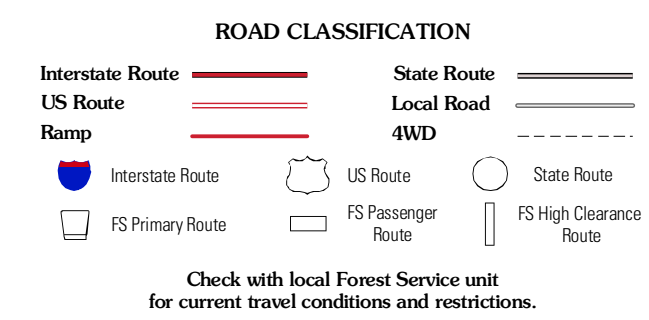 ROAD CLASSIFICATION
Interstate Route
State Route
US Route
Local Road
Ramp
4WD
Interstate Route
US Route
State Route
FS Primary Route
FS Passenger
Route
FS High Clearance
Route
Check with local Forest Service unit
for current travel conditions and restrictions.